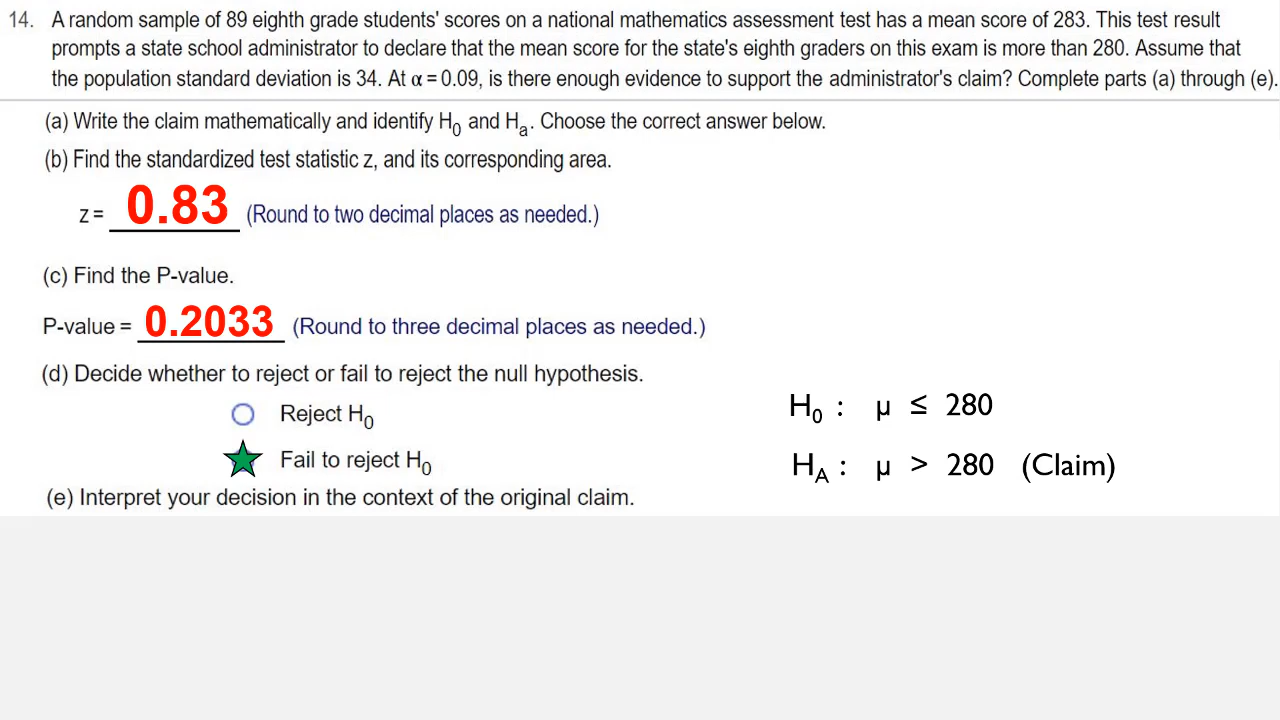 14. A random sample of 89 eighth grade students' scores on a national mathematics assessment test has a mean score of 283. This test result
prompts a state school administrator to declare that the mean score for the state's eighth graders on this exam is more than 280. Assume that
the population standard deviation is 34. At α = 0.09, is there enough evidence to support the administrator's claim? Complete parts (a) through (e).
(a) Write the claim mathematically and identify H₀ and Hₐ. Choose the correct answer below.
(b) Find the standardized test statistic z, and its corresponding area.
z = 0.83 (Round to two decimal places as needed.)
(c) Find the P-value.
P-value = 0.2033 (Round to three decimal places as needed.)
(d) Decide whether to reject or fail to reject the null hypothesis.
Reject H₀
Fail to reject H₀
H₀ : μ ≤ 280
H_A : μ > 280 (Claim)
(e) Interpret your decision in the context of the original claim.